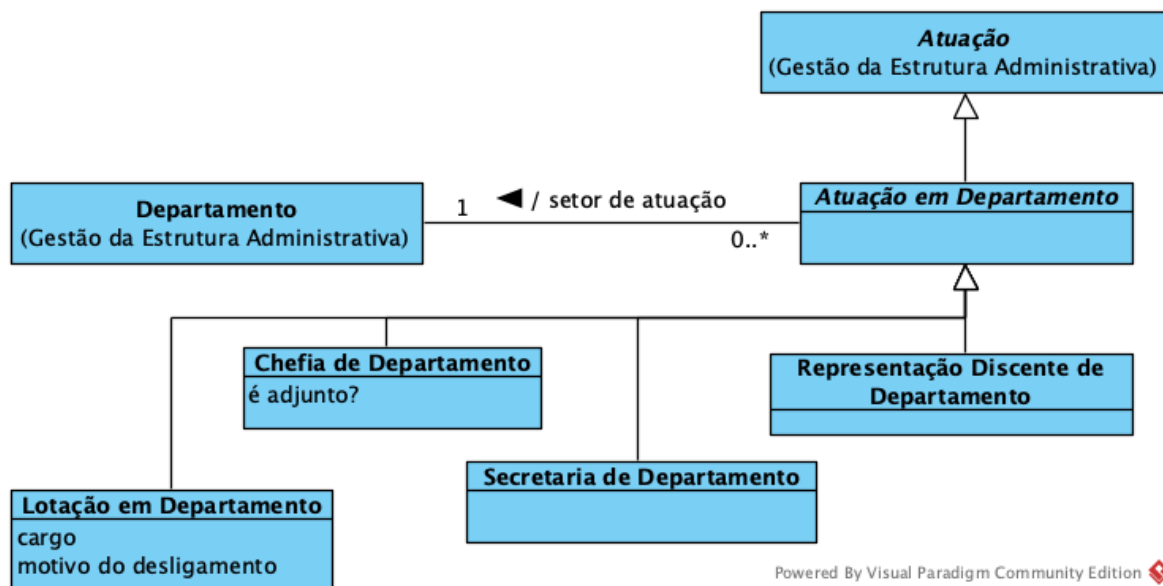 Atuação
(Gestão da Estrutura Administrativa)
Departamento
(Gestão da Estrutura Administrativa)
1
◄ / setor de atuação
0..*
Atuação em Departamento
Chefia de Departamento
é adjunto?
Representação Discente de
Departamento
Secretaria de Departamento
Lotação em Departamento
cargo
motivo do desligamento
Powered By Visual Paradigm Community Edition